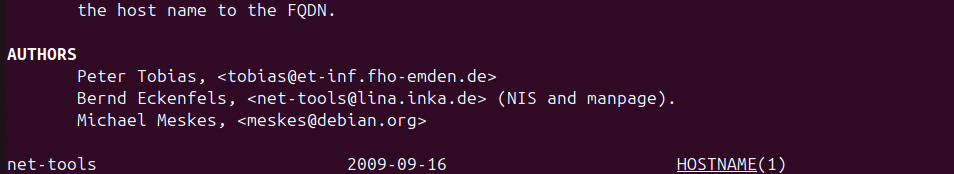 the host name to the FQDN.
AUTHORS
Peter Tobias, <tobias@et-inf.fho-emden.de>
Bernd Eckenfels, <net-tools@lina.inka.de> (NIS and manpage).
Michael Meskes, <meskes@debian.org>
net-tools 2009-09-16 HOSTNAME(1)